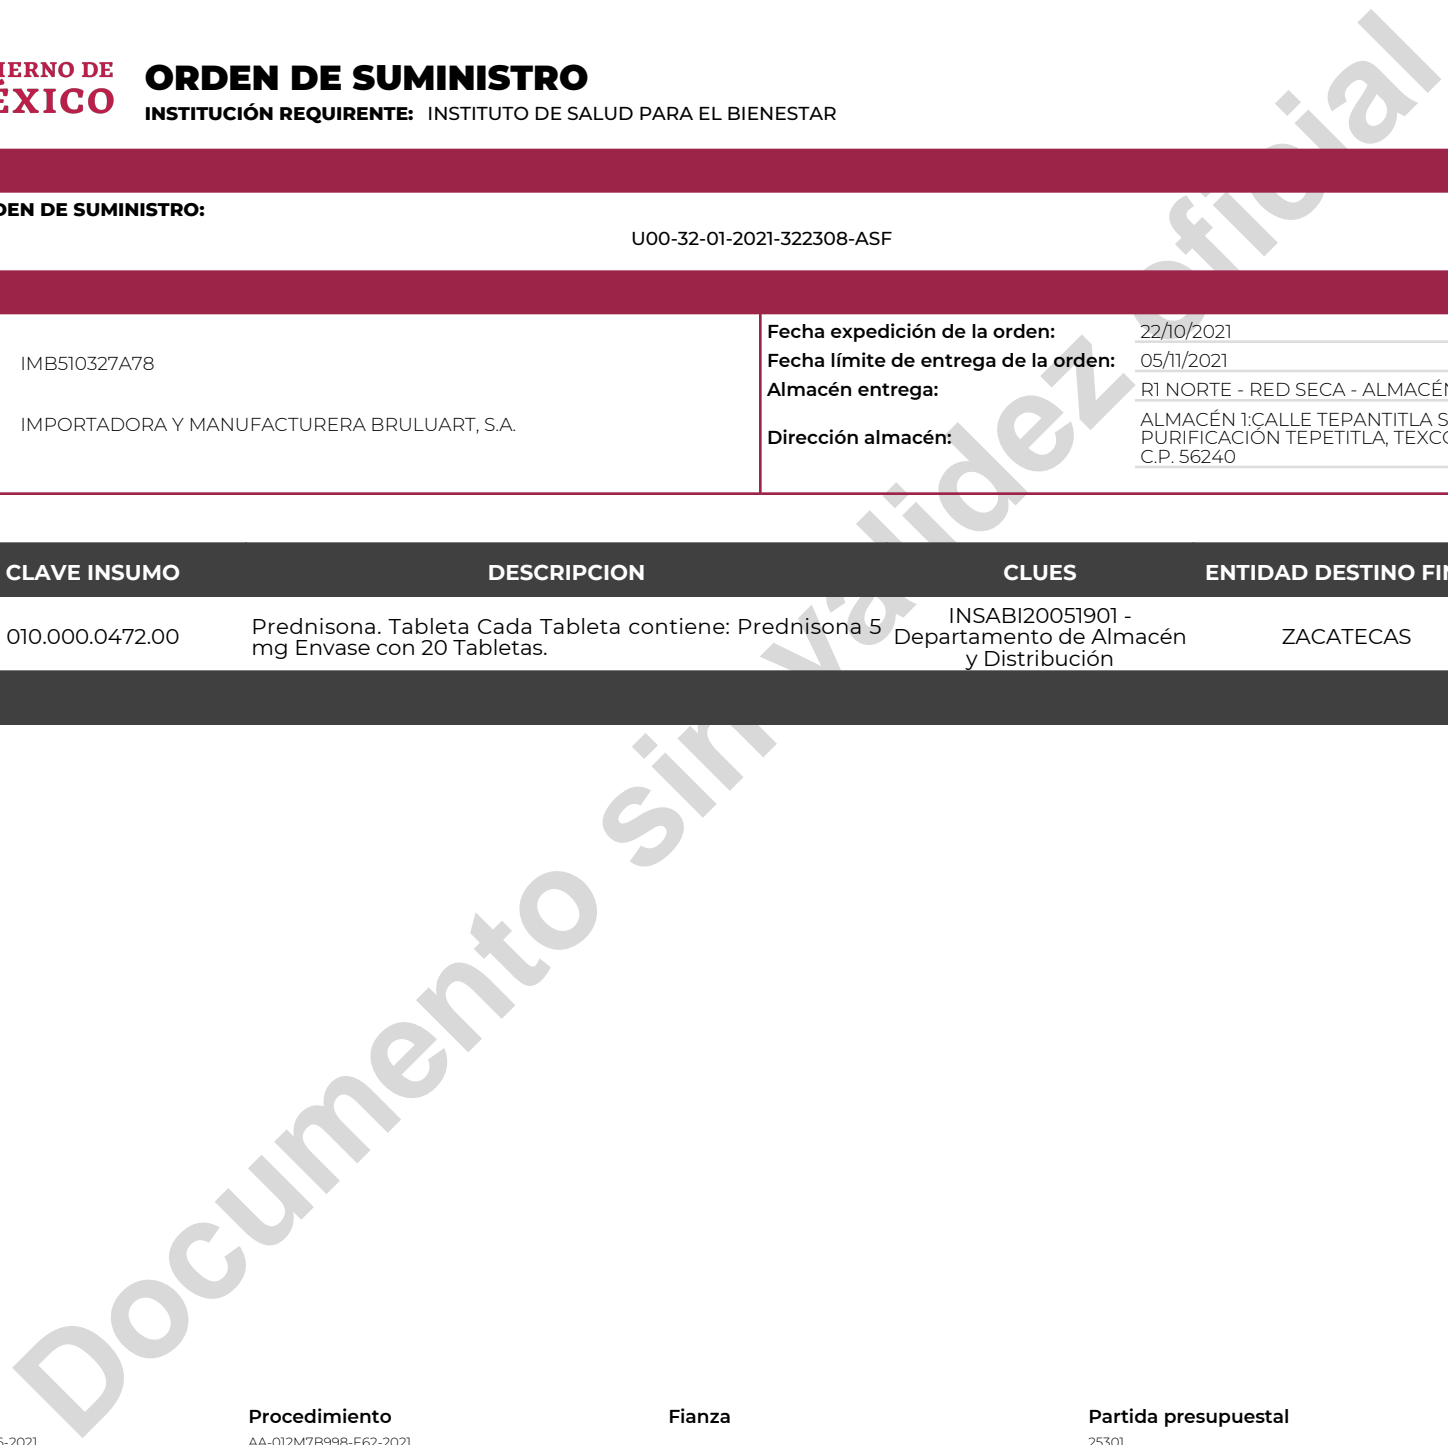 IERNO DE
ÉXICO
ORDEN DE SUMINISTRO
INSTITUCIÓN REQUIRENTE: INSTITUTO DE SALUD PARA EL BIENESTAR
DEN DE SUMINISTRO:
U00-32-01-2021-322308-ASF
IMB510327A78
IMPORTADORA Y MANUFACTURERA BRULUART, S.A.
Fecha expedición de la orden: 22/10/2021
Fecha límite de entrega de la orden: 05/11/2021
Almacén entrega: R1 NORTE - RED SECA - ALMACÉN
Dirección almacén: ALMACÉN 1:CALLE TEPANTITLA S
PURIFICACIÓN TEPETITLA, TEXCO
C.P. 56240
CLAVE INSUMO DESCRIPCION CLUES ENTIDAD DESTINO FIN
010.000.0472.00
Prednisona. Tableta Cada Tableta contiene: Prednisona 5
mg Envase con 20 Tabletas.
INSABI20051901 -
Departamento de Almacén
y Distribución
ZACATECAS
Documento sin validez oficial
Procedimiento Fianza Partida presupuestal
6-2021 AA-012M7B998-E62-2021 25301